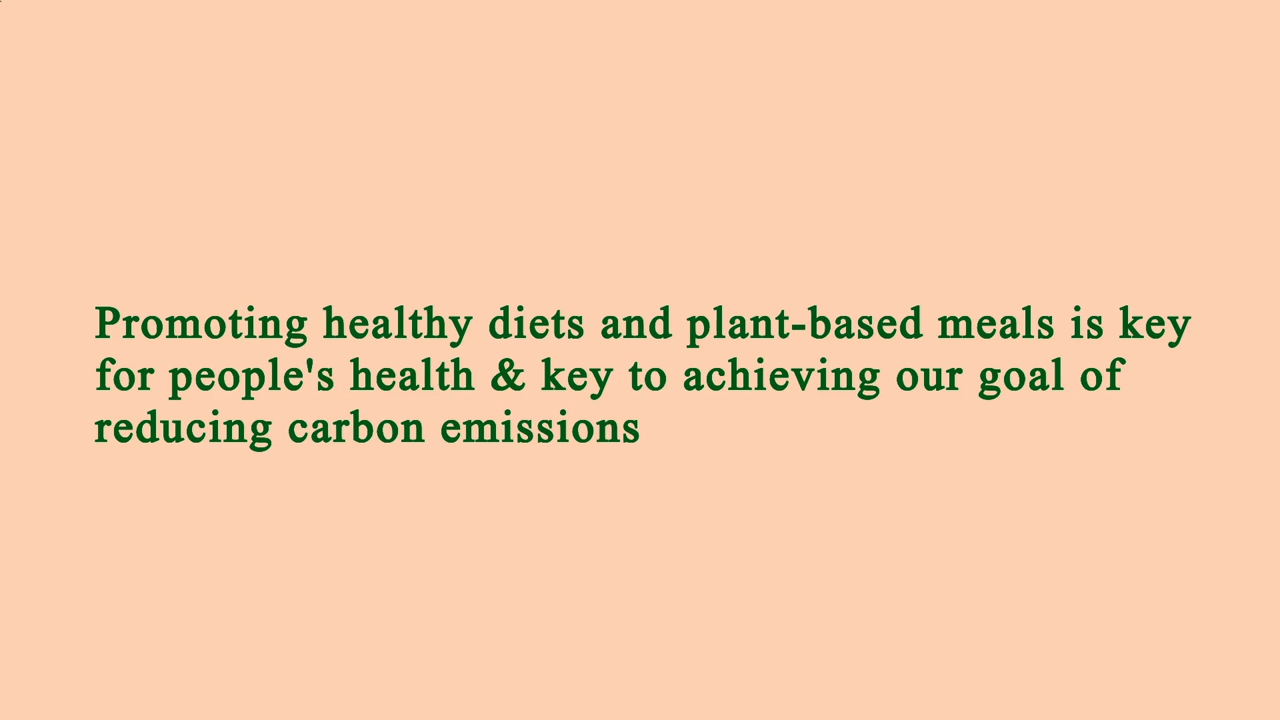 Promoting healthy diets and plant-based meals is key
for people's health & key to achieving our goal of
reducing carbon emissions